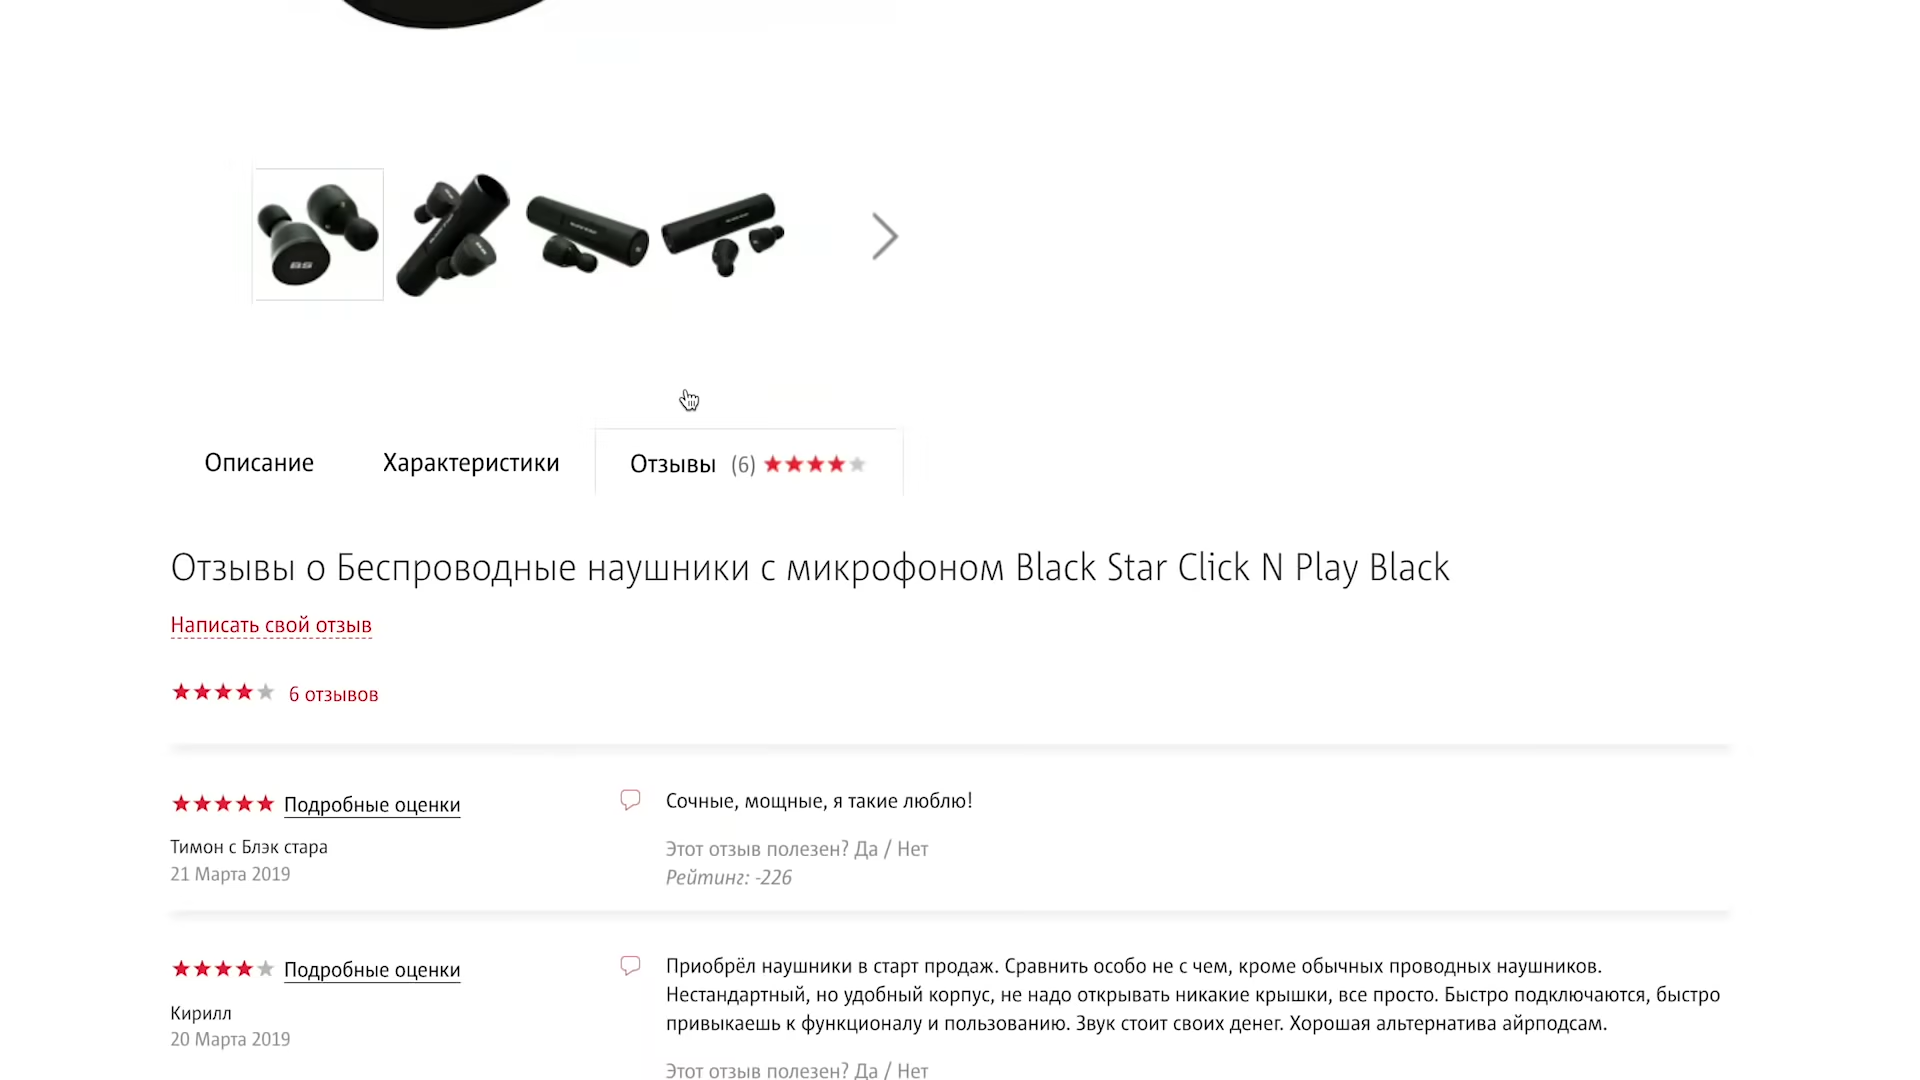 BS
Описание
Характеристики
Отзывы (6)
Отзывы о Беспроводные наушники с микрофоном Black Star Click N Play Black
Написать свой отзыв
6 отзывов
Подробные оценки
Сочные, мощные, я такие люблю!
Тимон с Блэк стара
21 Марта 2019
Этот отзыв полезен? Да / Нет
Рейтинг: -226
Подробные оценки
Кирилл
20 Марта 2019
Приобрёл наушники в старт продаж. Сравнить особо не с чем, кроме обычных проводных наушников.
Нестандартный, но удобный корпус, не надо открывать никакие крышки, все просто. Быстро подключаются, быстро
привыкаешь к функционалу и пользованию. Звук стоит своих денег. Хорошая альтернатива айрподсам.
Этот отзыв полезен? Да / Нет